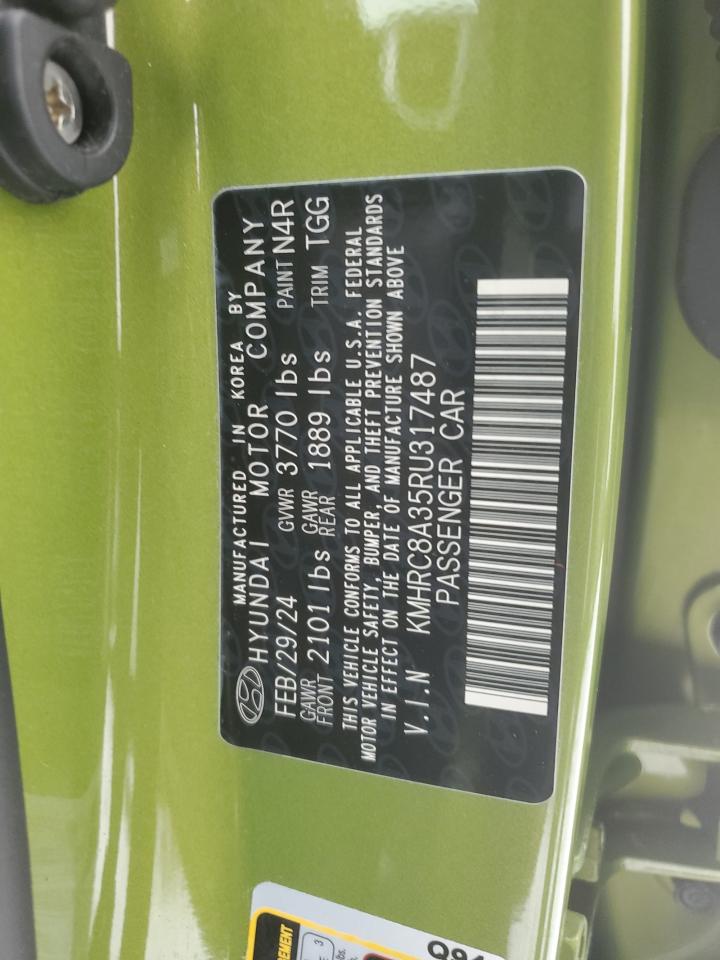 MANUFACTURED IN KOREA BY
HYUNDAI MOTOR COMPANY
FEB/29/24 GVWR 3770 lbs PAINT N4R
GAWR FRONT 2101 lbs GAWR REAR 1889 lbs TRIM TGG
THIS VEHICLE CONFORMS TO ALL APPLICABLE U.S.A. FEDERAL
MOTOR VEHICLE SAFETY, BUMPER, AND THEFT PREVENTION STANDARDS
IN EFFECT ON THE DATE OF MANUFACTURE SHOWN ABOVE
V.I.N KMHRC8A35RU317487
PASSENGER CAR
3
lbs.